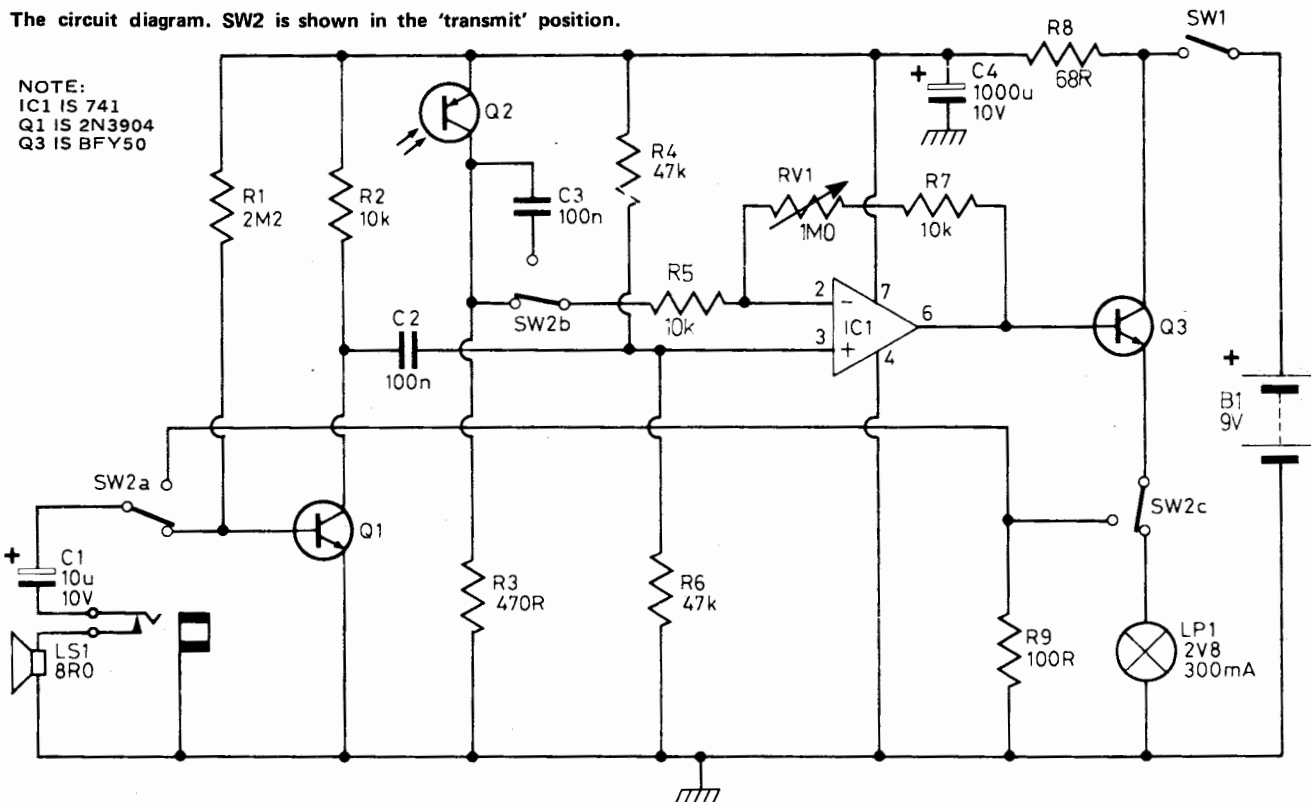 The circuit diagram. SW2 is shown in the 'transmit' position.
NOTE:
IC1 IS 741
Q1 IS 2N3904
Q3 IS BFY50
SW1
R8
68R
+
C4
1000u
10V
Q2
R4
47k
R1
2M2
R2
10k
C3
100n
RV1
1M0
R7
10k
R5
10k
SW2b
C2
100n
2
−
7
IC1
6
3
+
4
Q3
+
B1
9V
SW2a
Q1
SW2c
+
C1
10u
10V
R3
470R
R6
47k
R9
100R
LP1
2V8
300mA
LS1
8R0